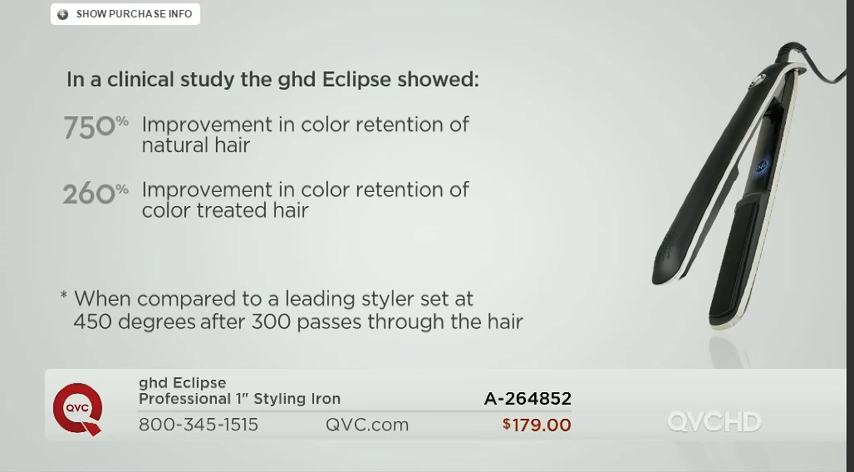 SHOW PURCHASE INFO
In a clinical study the ghd Eclipse showed:
750% Improvement in color retention of
natural hair
260% Improvement in color retention of
color treated hair
* When compared to a leading styler set at
450 degrees after 300 passes through the hair
QVC
ghd Eclipse
Professional 1" Styling Iron A-264852
800-345-1515 QVC.com $179.00
QVCHD